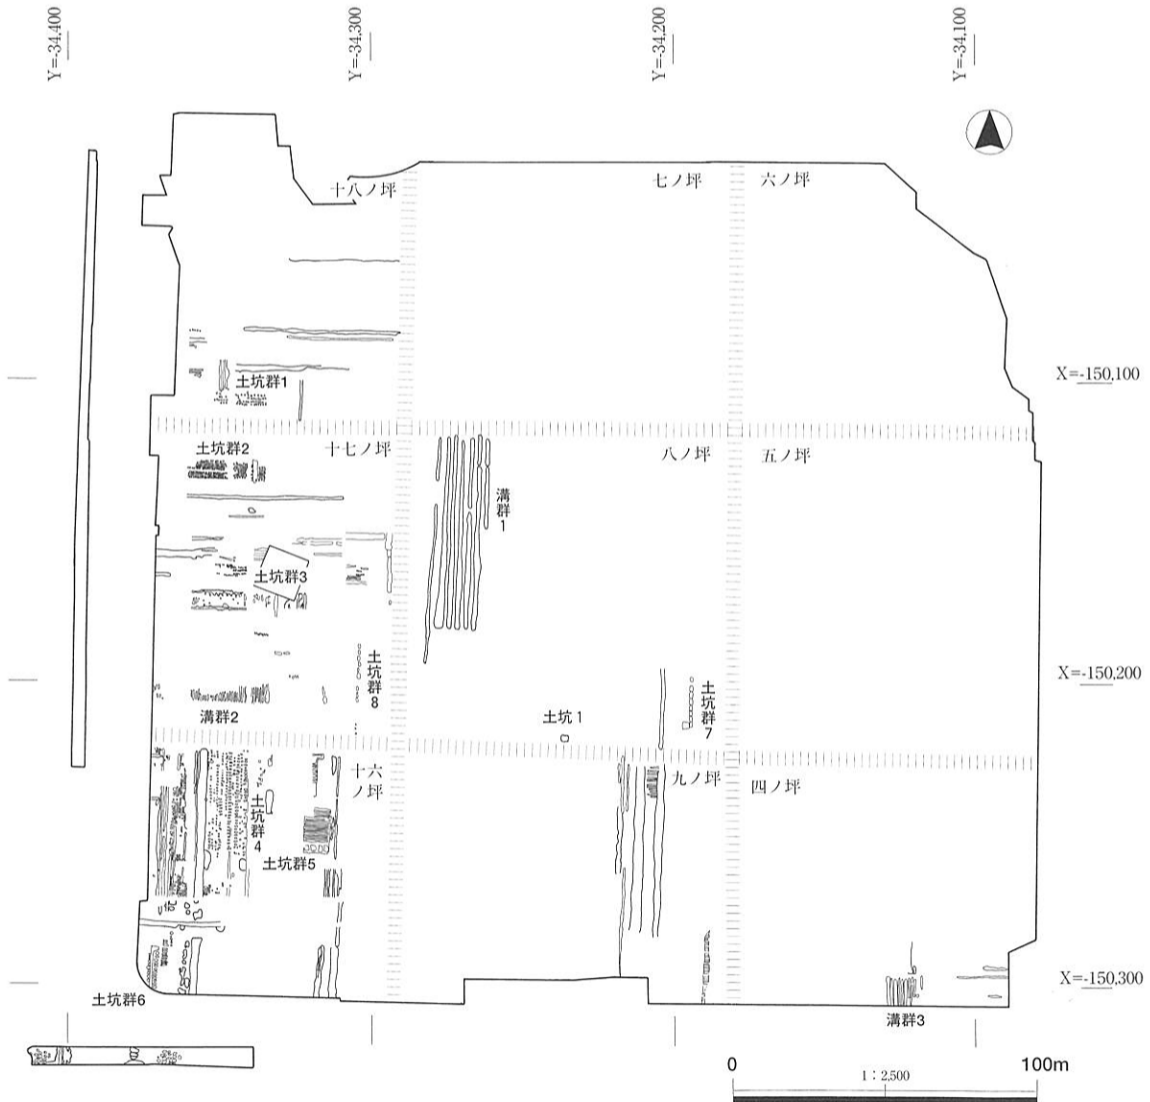 Y=-34,400
Y=-34,300
Y=-34,200
Y=-34,100
十八ノ坪
七ノ坪
六ノ坪
X=-150,100
土坑群1
土坑群2
十七ノ坪
八ノ坪
五ノ坪
溝群1
土坑群3
土坑群8
X=-150,200
土坑群7
溝群2
土坑1
十六
ノ坪
九ノ坪
四ノ坪
土坑群4
土坑群5
X=-150,300
土坑群6
溝群3
0
100m
1：2,500